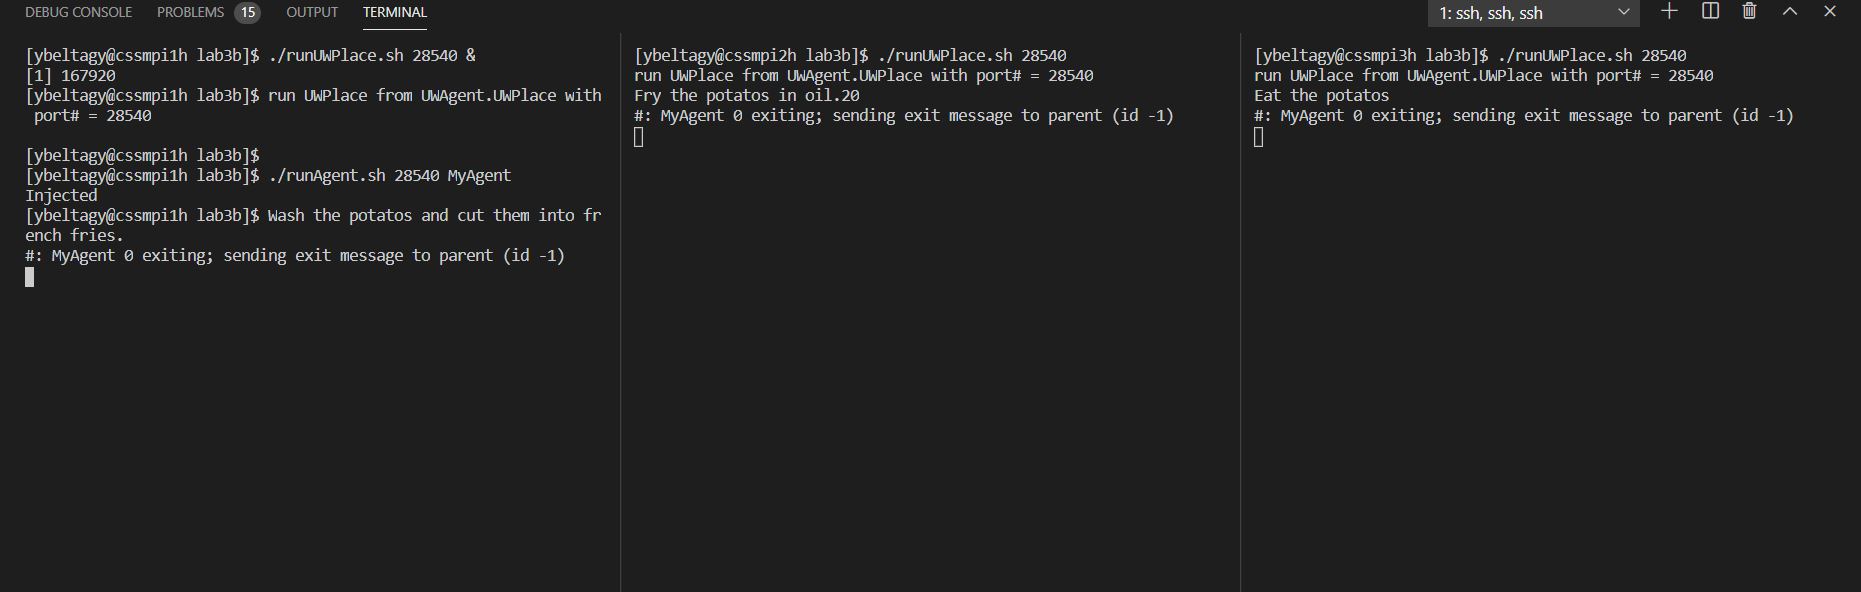 DEBUG CONSOLE PROBLEMS 15 OUTPUT TERMINAL 1: ssh, ssh, ssh
[ybeltagy@cssmpi1h lab3b]$ ./runUWPlace.sh 28540 &
[1] 167920
[ybeltagy@cssmpi1h lab3b]$ run UWPlace from UWAgent.UWPlace with
port# = 28540
[ybeltagy@cssmpi1h lab3b]$
[ybeltagy@cssmpi1h lab3b]$ ./runAgent.sh 28540 MyAgent
Injected
[ybeltagy@cssmpi1h lab3b]$ Wash the potatos and cut them into fr
ench fries.
#: MyAgent 0 exiting; sending exit message to parent (id -1)
[ybeltagy@cssmpi2h lab3b]$ ./runUWPlace.sh 28540
run UWPlace from UWAgent.UWPlace with port# = 28540
Fry the potatos in oil.20
#: MyAgent 0 exiting; sending exit message to parent (id -1)
[ybeltagy@cssmpi3h lab3b]$ ./runUWPlace.sh 28540
run UWPlace from UWAgent.UWPlace with port# = 28540
Eat the potatos
#: MyAgent 0 exiting; sending exit message to parent (id -1)